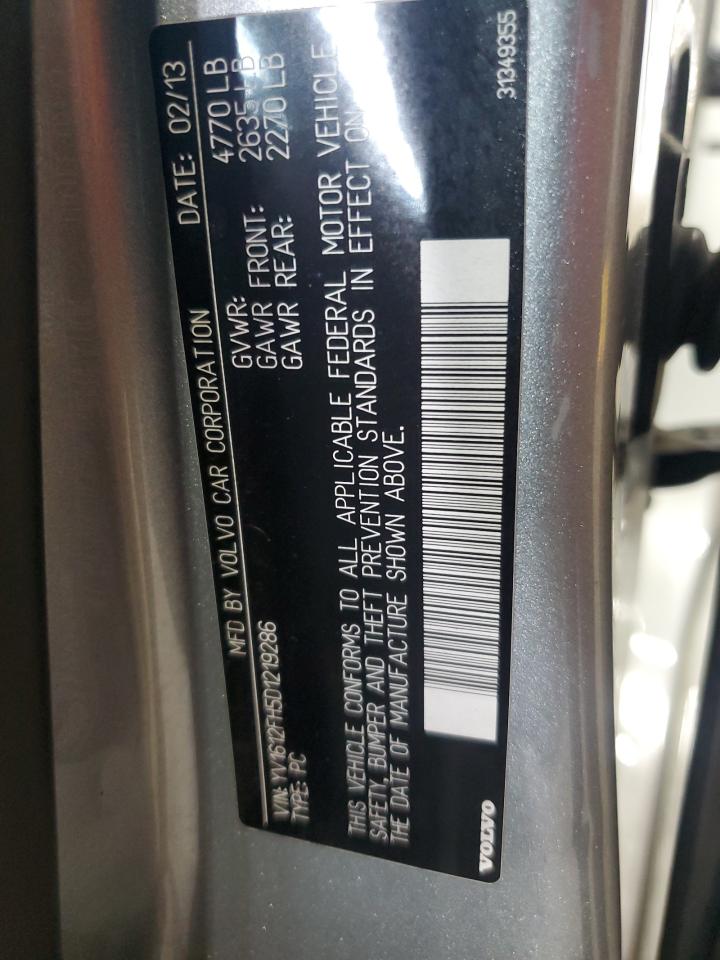 MFD BY VOLVO CAR CORPORATION DATE: 02/13
GVWR: 4770 LB
GAWR FRONT: 2635 LB
GAWR REAR: 2270 LB
VIN: YV1612FH5D1219286
TYPE: PC
THIS VEHICLE CONFORMS TO ALL APPLICABLE FEDERAL MOTOR VEHICLE
SAFETY, BUMPER AND THEFT PREVENTION STANDARDS IN EFFECT ON
THE DATE OF MANUFACTURE SHOWN ABOVE.
VOLVO
31349355